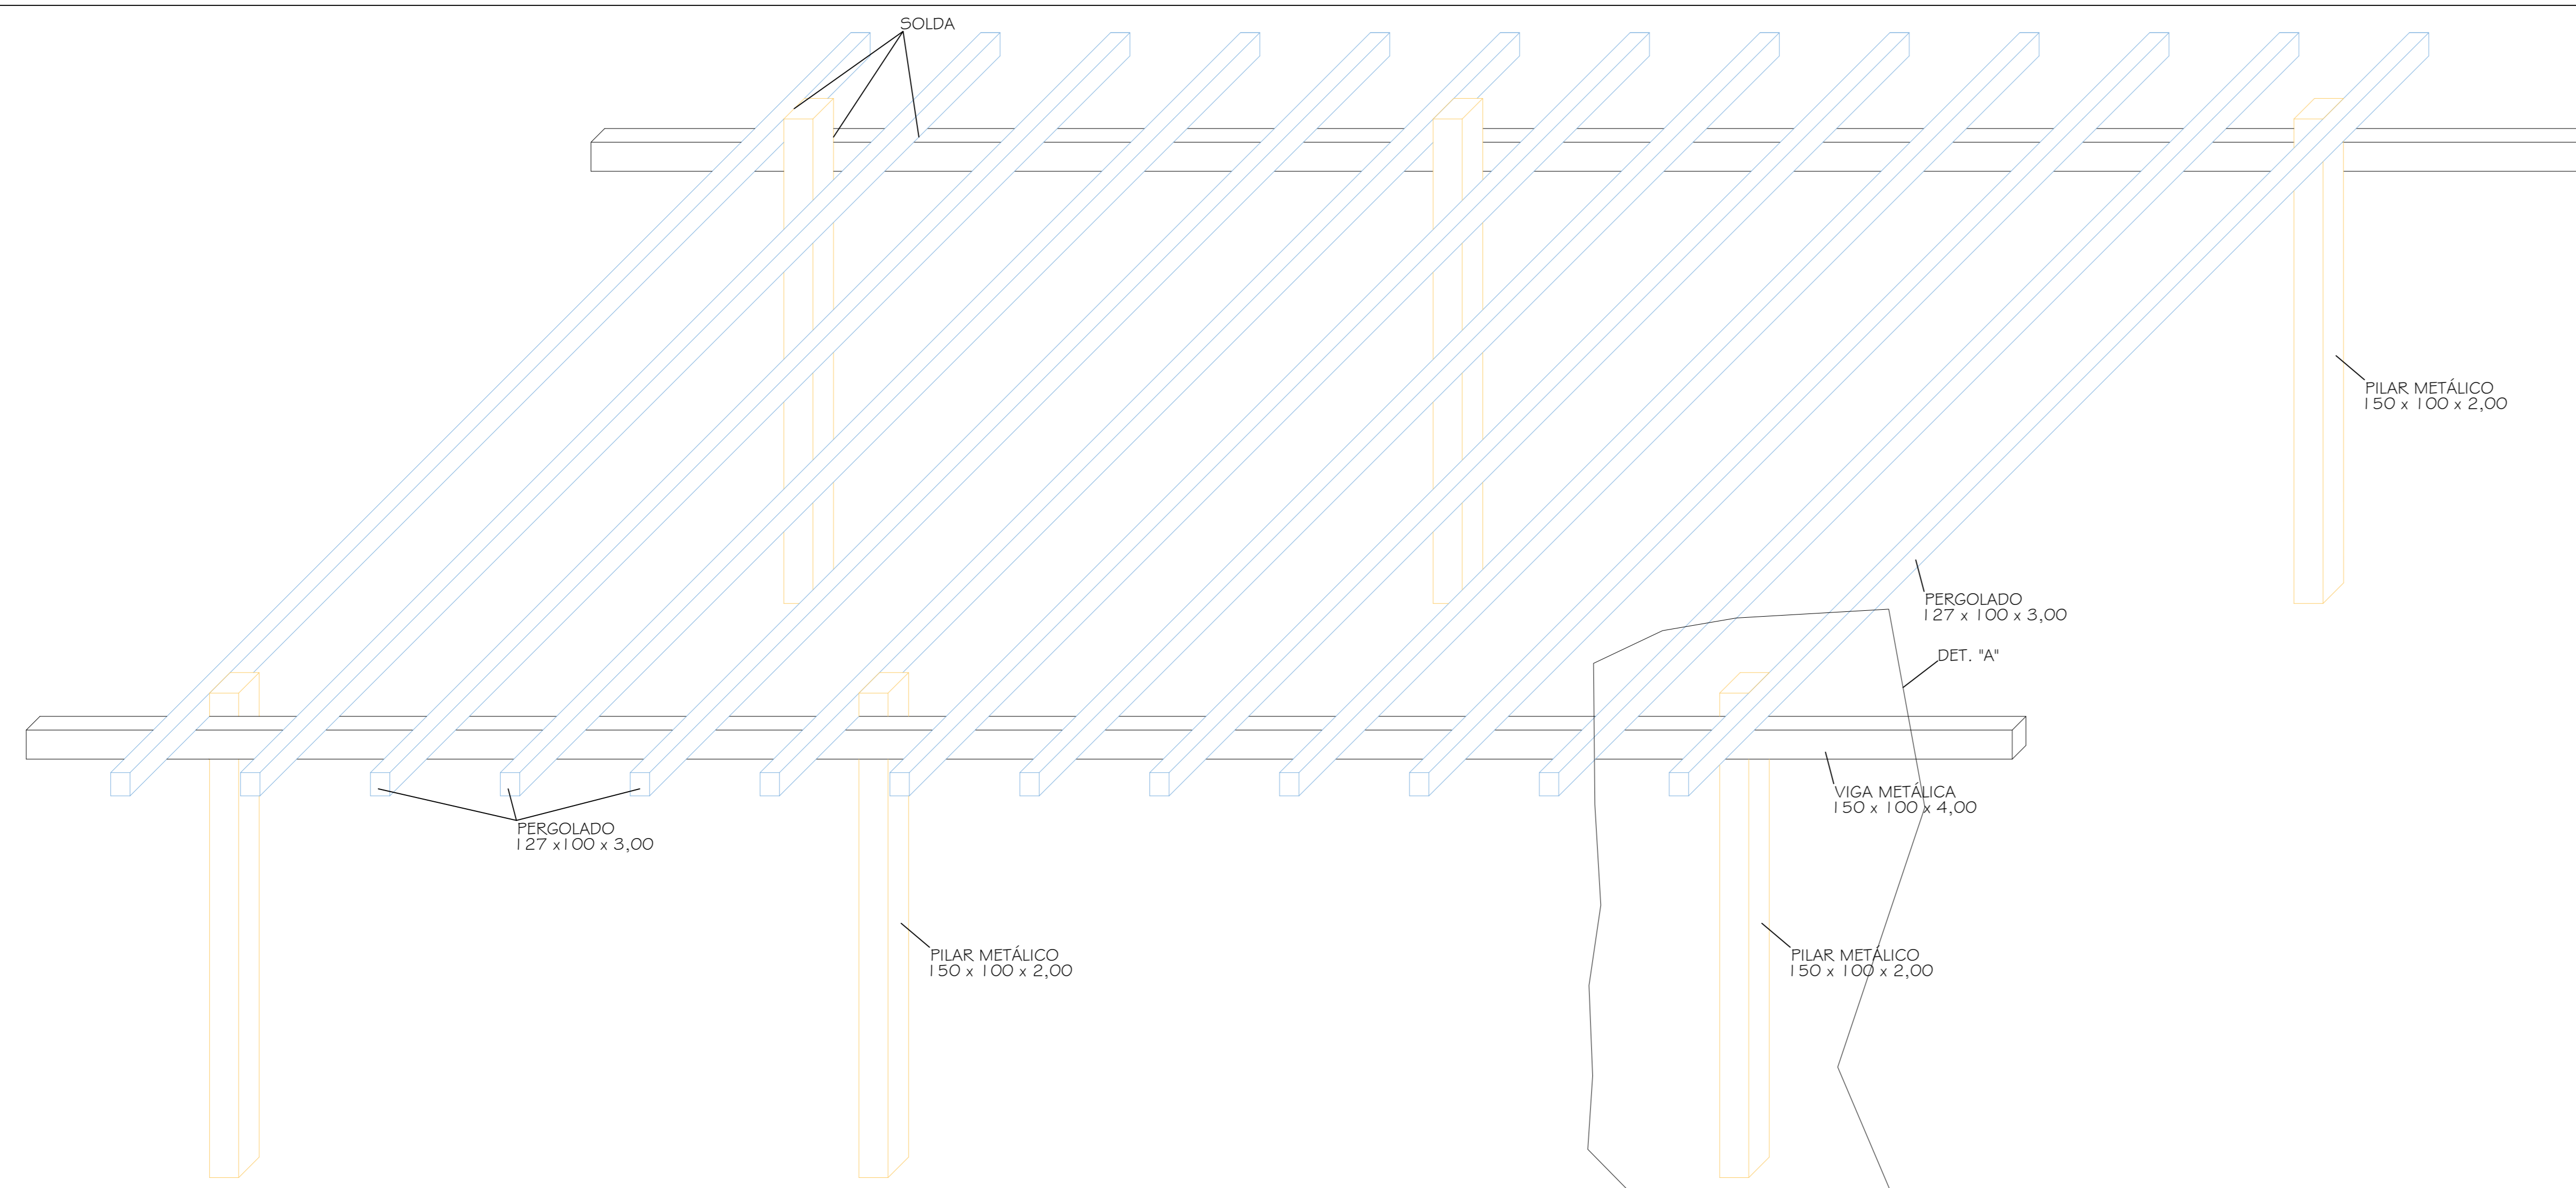 SOLDA
PILAR METÁLICO
150 x 100 x 2,00
PERGOLADO
127 x 100 x 3,00
DET. "A"
VIGA METÁLICA
150 x 100 x 4,00
PERGOLADO
127 x100 x 3,00
PILAR METÁLICO
150 x 100 x 2,00
PILAR METÁLICO
150 x 100 x 2,00